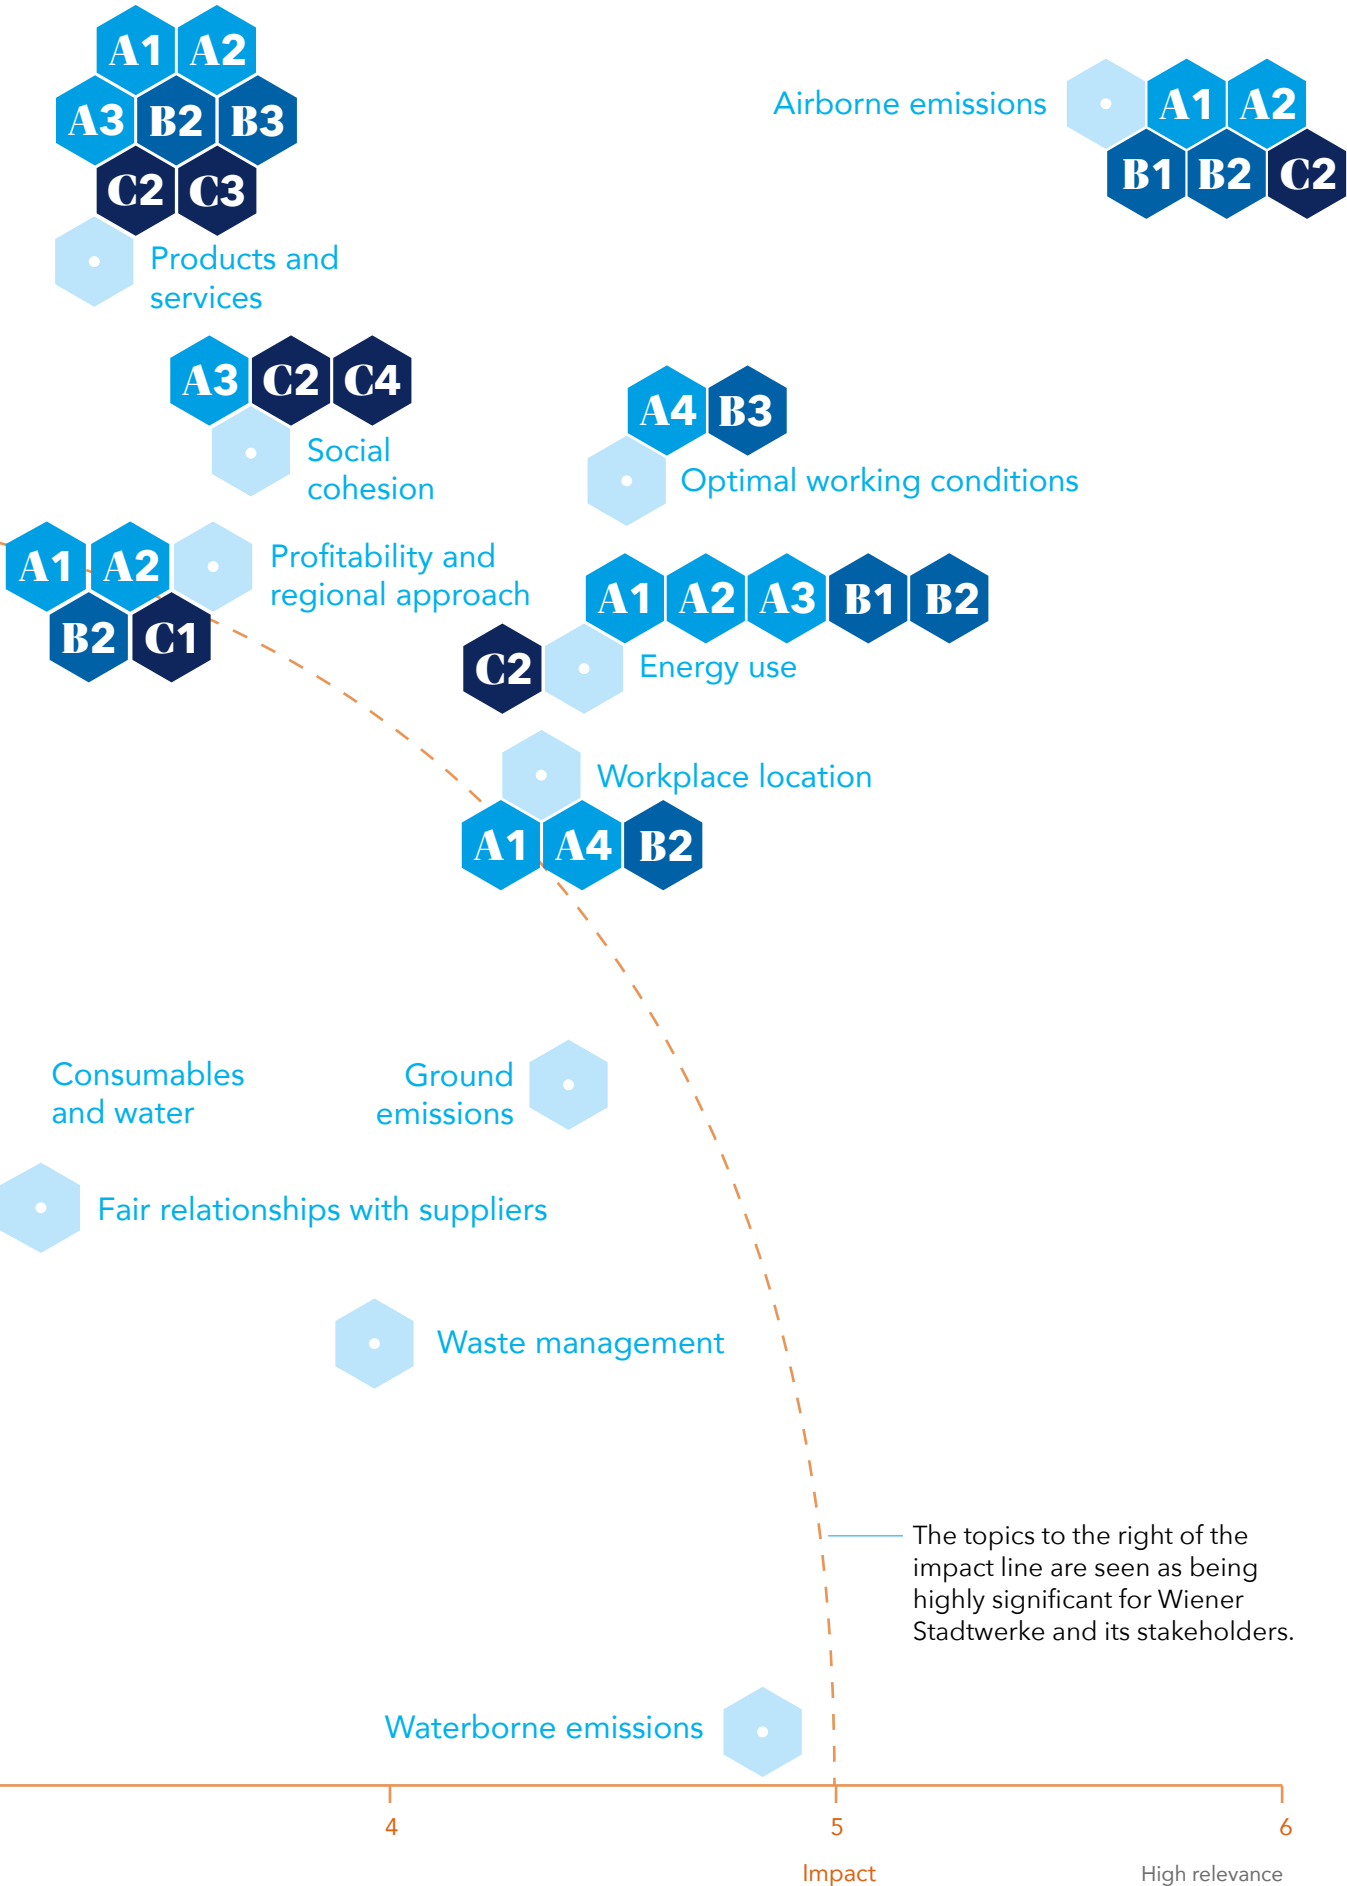 A1 A2
A3 B2 B3
C2 C3
Products and
services
Airborne emissions
A1 A2
B1 B2 C2
A3 C2 C4
Social
cohesion
A4 B3
Optimal working conditions
A1 A2
B2 C1
Profitability and
regional approach
A1 A2 A3 B1 B2
C2
Energy use
Workplace location
A1 A4 B2
Consumables
and water
Ground
emissions
Fair relationships with suppliers
Waste management
The topics to the right of the
impact line are seen as being
highly significant for Wiener
Stadtwerke and its stakeholders.
Waterborne emissions
4 5 6
Impact
High relevance